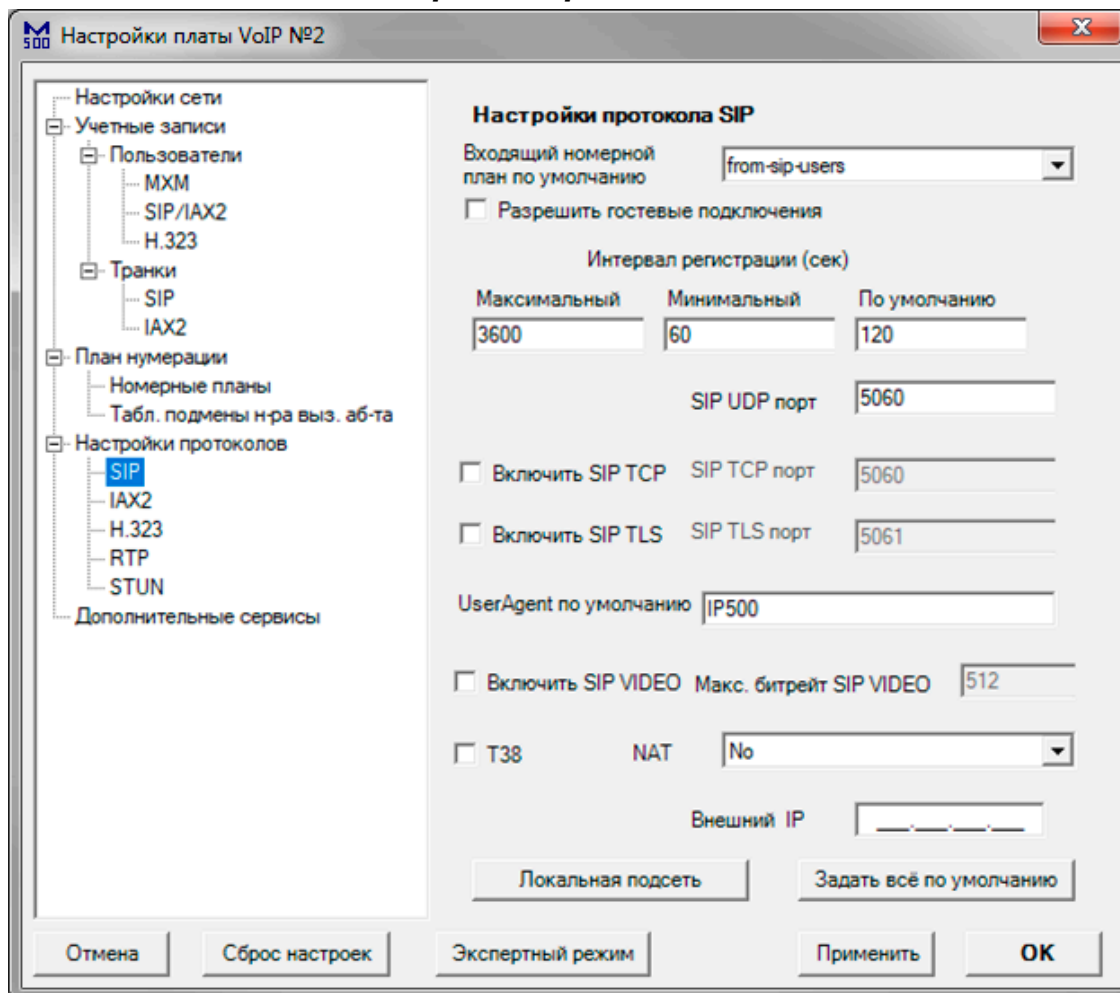 M
500
Настройки платы VoIP №2
Настройки сети
Учетные записи
Пользователи
MXM
SIP/IAX2
H.323
Транки
SIP
IAX2
План нумерации
Номерные планы
Табл. подмены н-ра выз. аб-та
Настройки протоколов
SIP
IAX2
H.323
RTP
STUN
Дополнительные сервисы
Настройки протокола SIP
Входящий номерной
план по умолчанию
from-sip-users
Разрешить гостевые подключения
Интервал регистрации (сек)
Максимальный Минимальный По умолчанию
3600 60 120
SIP UDP порт 5060
Включить SIP TCP SIP TCP порт 5060
Включить SIP TLS SIP TLS порт 5061
UserAgent по умолчанию IP500
Включить SIP VIDEO Макс. битрейт SIP VIDEO 512
T38 NAT No
Внешний IP ___.___.___.___
Локальная подсеть Задать всё по умолчанию
Отмена Сброс настроек Экспертный режим Применить OK